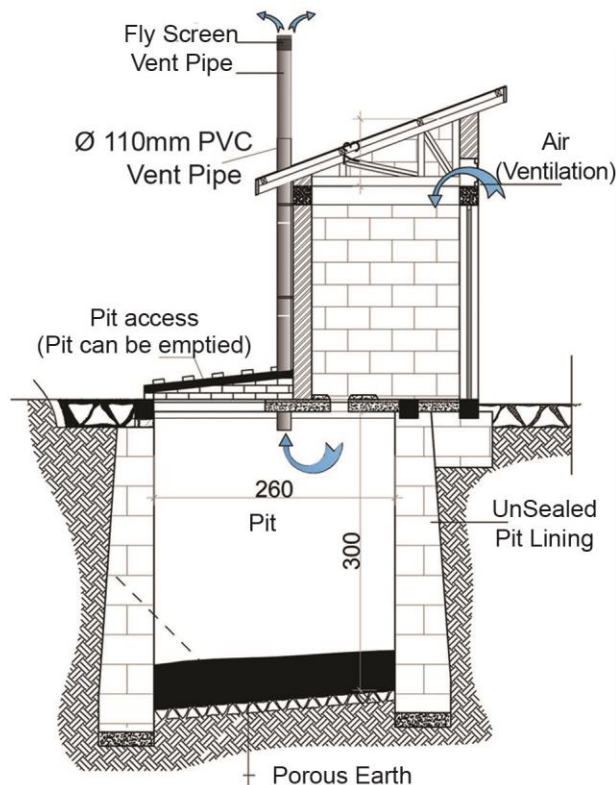 Fly Screen
Vent Pipe
Ø 110mm PVC
Vent Pipe
Air
(Ventilation)
Pit access
(Pit can be emptied)
260
Pit
300
UnSealed
Pit Lining
Porous Earth